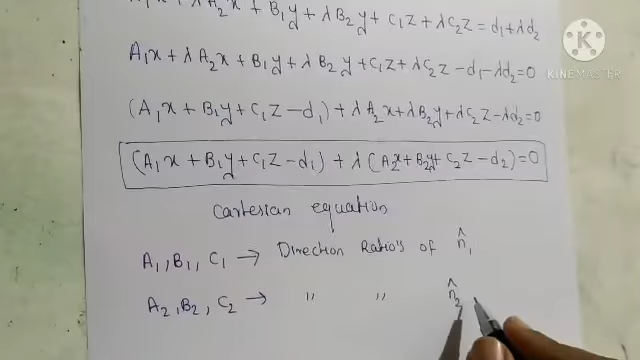 A₁x + λA₂x + B₁y + λB₂y + C₁z + λC₂z = d₁ + λd₂
A₁x + λA₂x + B₁y + λB₂y + C₁z + λC₂z - d₁ - λd₂ = 0
(A₁x + B₁y + C₁z - d₁) + λA₂x + λB₂y + λC₂z - λd₂ = 0
(A₁x + B₁y + C₁z - d₁) + λ(A₂x + B₂y + C₂z - d₂) = 0
Cartesian equation
A₁, B₁, C₁ → Direction Ratio's of n̂₁
A₂, B₂, C₂ → " " n̂₂
KINEMASTER